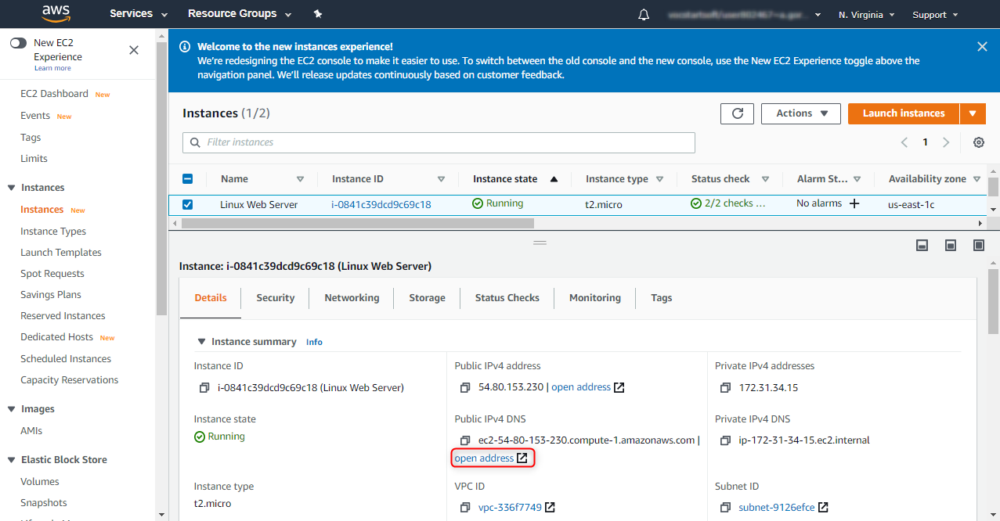 aws Services Resource Groups N. Virginia Support
New EC2
Experience
Learn more
Welcome to the new instances experience!
We're redesigning the EC2 console to make it easier to use. To switch between the old console and the new console, use the New EC2 Experience toggle above the
navigation panel. We'll release updates continuously based on customer feedback.
EC2 Dashboard New
Events New
Tags
Limits
Instances
Instances New
Instance Types
Launch Templates
Spot Requests
Savings Plans
Reserved Instances
Dedicated Hosts New
Scheduled Instances
Capacity Reservations
Images
AMIs
Elastic Block Store
Volumes
Snapshots
Instances (1/2) Actions Launch instances
Filter instances 1
Name Instance ID Instance state Instance type Status check Alarm St... Availability zone
Linux Web Server i-0841c39dcd9c69c18 Running t2.micro 2/2 checks ... No alarms + us-east-1c
Instance: i-0841c39dcd9c69c18 (Linux Web Server)
Details Security Networking Storage Status Checks Monitoring Tags
Instance summary Info
Instance ID
i-0841c39dcd9c69c18 (Linux Web Server)
Instance state
Running
Instance type
t2.micro
Public IPv4 address
54.80.153.230 | open address
Public IPv4 DNS
ec2-54-80-153-230.compute-1.amazonaws.com |
open address
VPC ID
vpc-336f7749
Private IPv4 addresses
172.31.34.15
Private IPv4 DNS
ip-172-31-34-15.ec2.internal
Subnet ID
subnet-9126efce